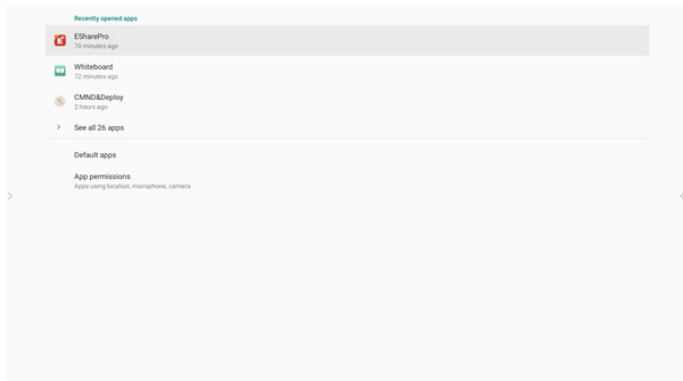 Recently opened apps
ESharePro
70 minutes ago
Whiteboard
72 minutes ago
CMND&Deploy
2 hours ago
See all 26 apps
Default apps
App permissions
Apps using location, microphone, camera